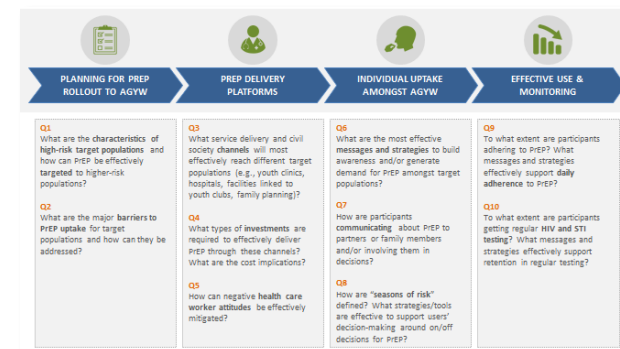 PLANNING FOR PREP
ROLLOUT TO AGYW
PREP DELIVERY
PLATFORMS
INDIVIDUAL UPTAKE
AMONGST AGYW
EFFECTIVE USE &
MONITORING
Q1
What are the characteristics of
high-risk target populations and
how can PrEP be effectively
targeted to higher-risk
populations?
Q2
What are the major barriers to
PrEP uptake for target
populations and how can they be
addressed?
Q3
What service delivery and civil
society channels will most
effectively reach different target
populations (e.g., youth clinics,
hospitals, facilities linked to
youth clubs, family planning)?
Q4
What types of investments are
required to effectively deliver
PrEP through these channels?
What are the cost implications?
Q5
How can negative health care
worker attitudes be effectively
mitigated?
Q6
What are the most effective
messages and strategies to build
awareness and/or generate
demand for PrEP amongst target
populations?
Q7
How are participants
communicating about PrEP to
partners or family members
and/or involving them in
decisions?
Q8
How are “seasons of risk”
defined? What strategies/tools
are effective to support users’
decision-making around on/off
decisions for PrEP?
Q9
To what extent are participants
adhering to PrEP? What
messages and strategies
effectively support daily
adherence to PrEP?
Q10
To what extent are participants
getting regular HIV and STI
testing? What messages and
strategies effectively support
retention in regular testing?